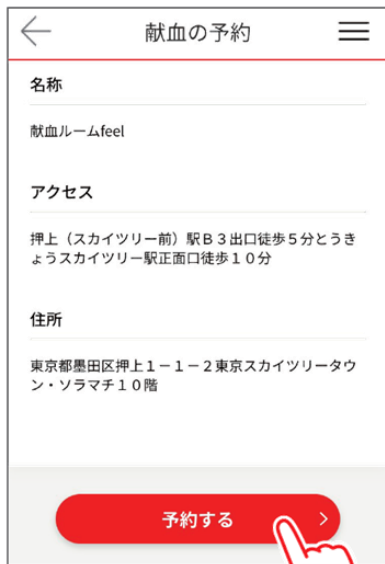 献血の予約
名称
献血ルームfeel
アクセス
押上（スカイツリー前）駅Ｂ３出口徒歩５分とうき
ょうスカイツリー駅正面口徒歩１０分
住所
東京都墨田区押上１－１－２東京スカイツリータウ
ン・ソラマチ１０階
予約する